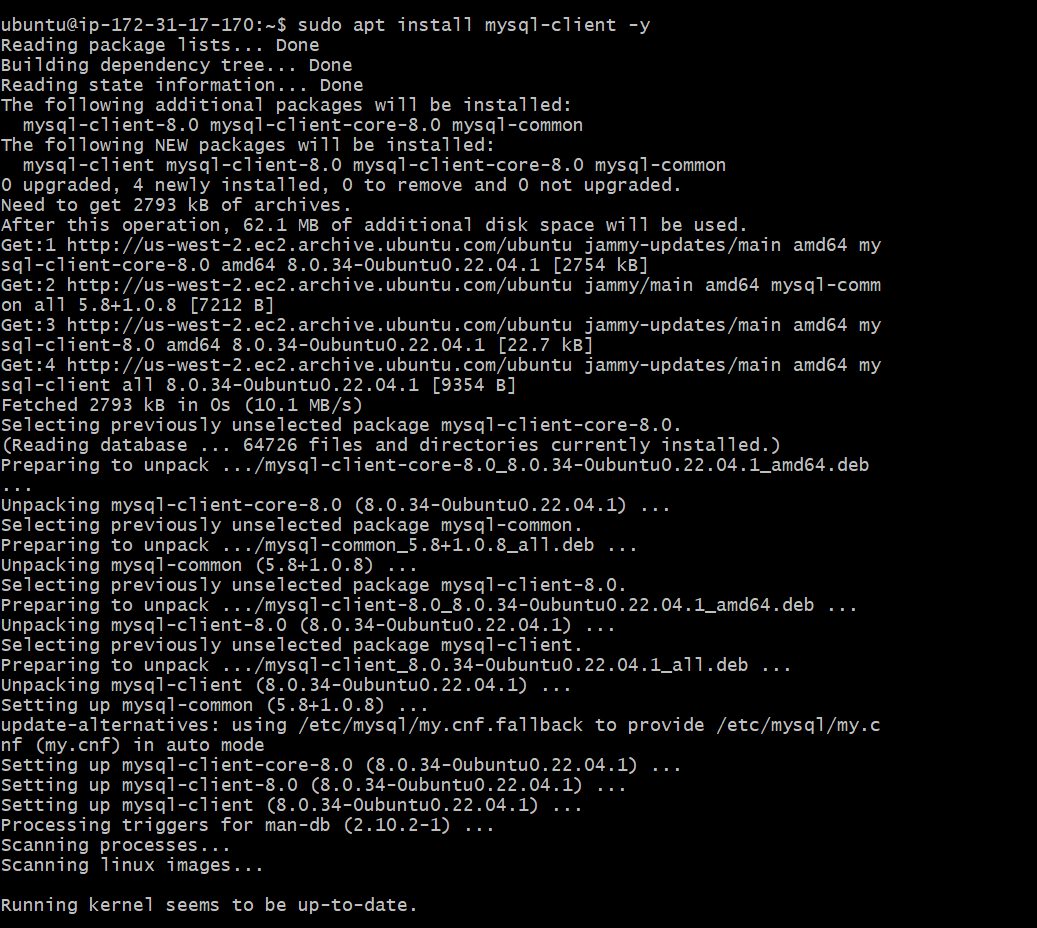 ubuntu@ip-172-31-17-170:~$ sudo apt install mysql-client -y
Reading package lists... Done
Building dependency tree... Done
Reading state information... Done
The following additional packages will be installed:
  mysql-client-8.0 mysql-client-core-8.0 mysql-common
The following NEW packages will be installed:
  mysql-client mysql-client-8.0 mysql-client-core-8.0 mysql-common
0 upgraded, 4 newly installed, 0 to remove and 0 not upgraded.
Need to get 2793 kB of archives.
After this operation, 62.1 MB of additional disk space will be used.
Get:1 http://us-west-2.ec2.archive.ubuntu.com/ubuntu jammy-updates/main amd64 my
sql-client-core-8.0 amd64 8.0.34-0ubuntu0.22.04.1 [2754 kB]
Get:2 http://us-west-2.ec2.archive.ubuntu.com/ubuntu jammy/main amd64 mysql-comm
on all 5.8+1.0.8 [7212 B]
Get:3 http://us-west-2.ec2.archive.ubuntu.com/ubuntu jammy-updates/main amd64 my
sql-client-8.0 amd64 8.0.34-0ubuntu0.22.04.1 [22.7 kB]
Get:4 http://us-west-2.ec2.archive.ubuntu.com/ubuntu jammy-updates/main amd64 my
sql-client all 8.0.34-0ubuntu0.22.04.1 [9354 B]
Fetched 2793 kB in 0s (10.1 MB/s)
Selecting previously unselected package mysql-client-core-8.0.
(Reading database ... 64726 files and directories currently installed.)
Preparing to unpack .../mysql-client-core-8.0_8.0.34-0ubuntu0.22.04.1_amd64.deb
...
Unpacking mysql-client-core-8.0 (8.0.34-0ubuntu0.22.04.1) ...
Selecting previously unselected package mysql-common.
Preparing to unpack .../mysql-common_5.8+1.0.8_all.deb ...
Unpacking mysql-common (5.8+1.0.8) ...
Selecting previously unselected package mysql-client-8.0.
Preparing to unpack .../mysql-client-8.0_8.0.34-0ubuntu0.22.04.1_amd64.deb ...
Unpacking mysql-client-8.0 (8.0.34-0ubuntu0.22.04.1) ...
Selecting previously unselected package mysql-client.
Preparing to unpack .../mysql-client_8.0.34-0ubuntu0.22.04.1_all.deb ...
Unpacking mysql-client (8.0.34-0ubuntu0.22.04.1) ...
Setting up mysql-common (5.8+1.0.8) ...
update-alternatives: using /etc/mysql/my.cnf.fallback to provide /etc/mysql/my.c
nf (my.cnf) in auto mode
Setting up mysql-client-core-8.0 (8.0.34-0ubuntu0.22.04.1) ...
Setting up mysql-client-8.0 (8.0.34-0ubuntu0.22.04.1) ...
Setting up mysql-client (8.0.34-0ubuntu0.22.04.1) ...
Processing triggers for man-db (2.10.2-1) ...
Scanning processes...
Scanning linux images...
Running kernel seems to be up-to-date.